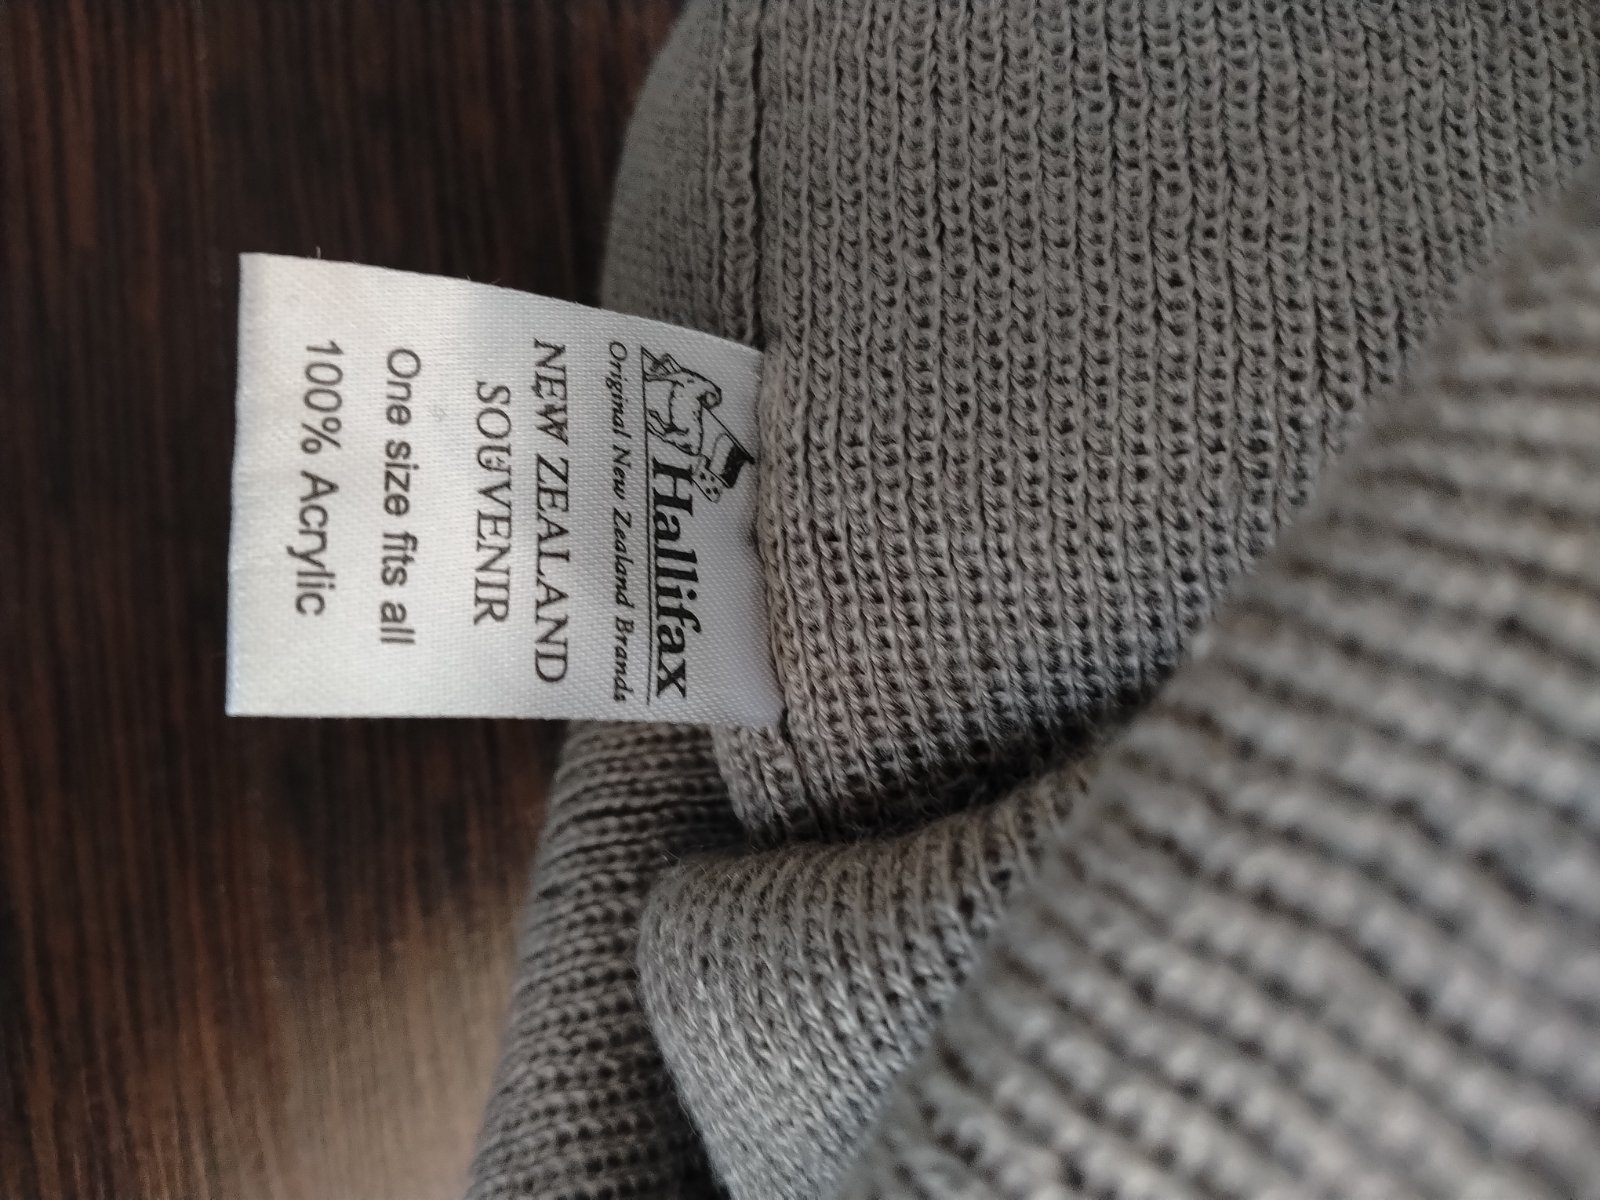 Hallifax
Original New Zealand Brands
NEW ZEALAND
SOUVENIR
One size fits all
100% Acrylic